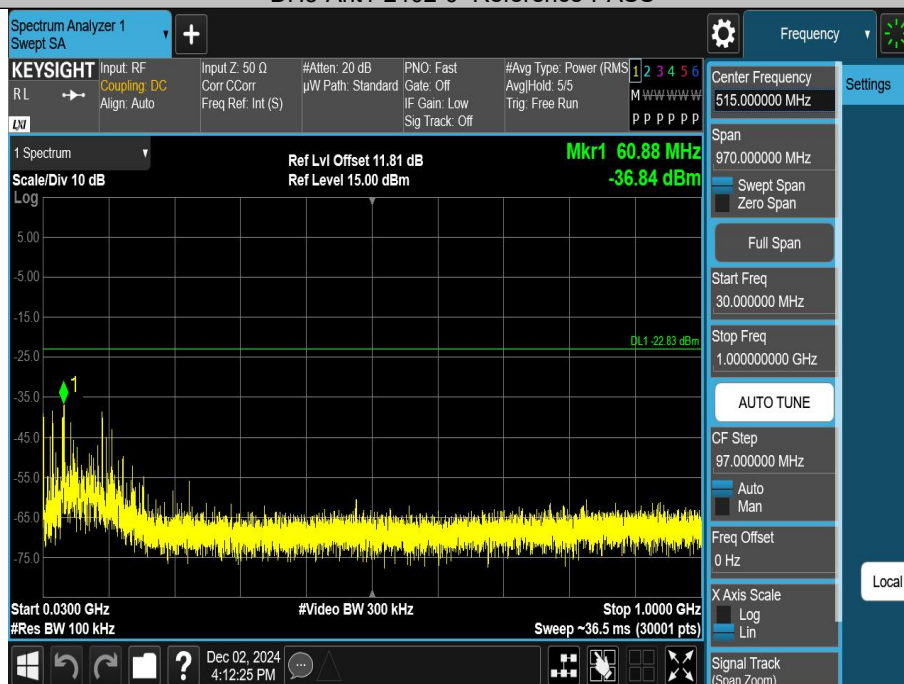 Spectrum Analyzer 1
Swept SA
Frequency
KEYSIGHT
RL
LXI
Input: RF
Coupling: DC
Align: Auto
Input Z: 50 Ω
Corr CCorr
Freq Ref: Int (S)
#Atten: 20 dB
µW Path: Standard
PNO: Fast
Gate: Off
IF Gain: Low
Sig Track: Off
#Avg Type: Power (RMS
Avg|Hold: 5/5
Trig: Free Run
1 2 3 4 5 6
M W W W W W
P P P P P P
1 Spectrum
Scale/Div 10 dB
Log
Ref Lvl Offset 11.81 dB
Ref Level 15.00 dBm
Mkr1 60.88 MHz
-36.84 dBm
5.00
-5.00
-15.0
DL1 -22.83 dBm
-25.0
1
-35.0
-45.0
-55.0
-65.0
-75.0
Start 0.0300 GHz
#Res BW 100 kHz
#Video BW 300 kHz
Stop 1.0000 GHz
Sweep ~36.5 ms (30001 pts)
Dec 02, 2024
4:12:25 PM
?
Center Frequency
515.000000 MHz
Span
970.000000 MHz
Swept Span
Zero Span
Full Span
Start Freq
30.000000 MHz
Stop Freq
1.000000000 GHz
AUTO TUNE
CF Step
97.000000 MHz
Auto
Man
Freq Offset
0 Hz
X Axis Scale
Log
Lin
Signal Track
(Span Zoom)
Settings
Local